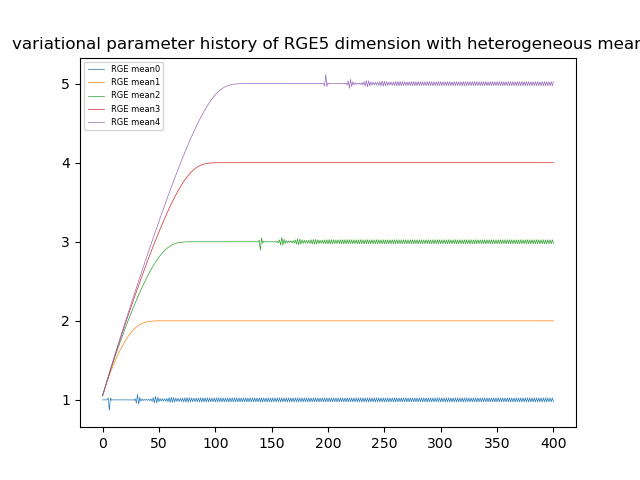 variational parameter history of RGE5 dimension with heterogeneous mear
RGE mean0
RGE mean1
RGE mean2
RGE mean3
RGE mean4
5
4
3
2
1
0 50 100 150 200 250 300 350 400